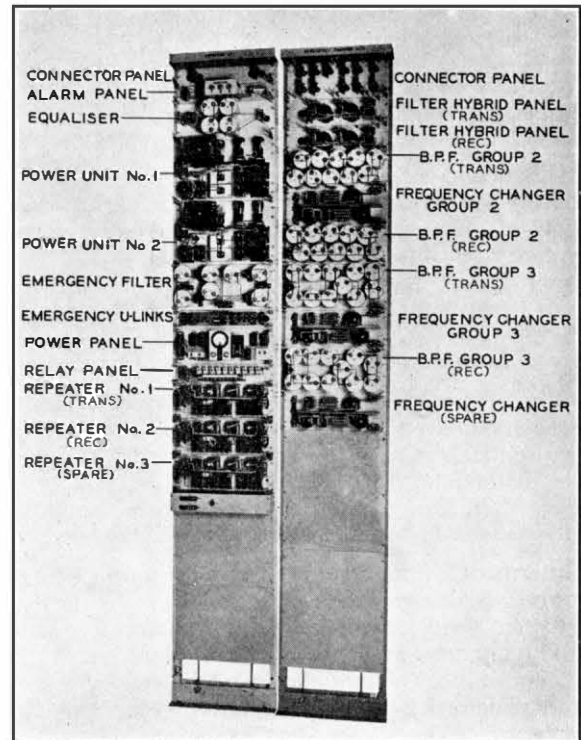 CONNECTOR PANEL
ALARM PANEL
EQUALISER
POWER UNIT No.1
POWER UNIT No 2
EMERGENCY FILTER
EMERGENCY U-LINKS
POWER PANEL
RELAY PANEL
REPEATER No.1
(TRANS)
REPEATER No.2
(REC)
REPEATER No.3
(SPARE)
CONNECTOR PANEL
FILTER HYBRID PANEL
(TRANS)
FILTER HYBRID PANEL
(REC)
B.P.F. GROUP 2
(TRANS)
FREQUENCY CHANGER
GROUP 2
B.P.F. GROUP 2
(REC)
B.P.F. GROUP 3
(TRANS)
FREQUENCY CHANGER
GROUP 3
B.P.F. GROUP 3
(REC)
FREQUENCY CHANGER
(SPARE)